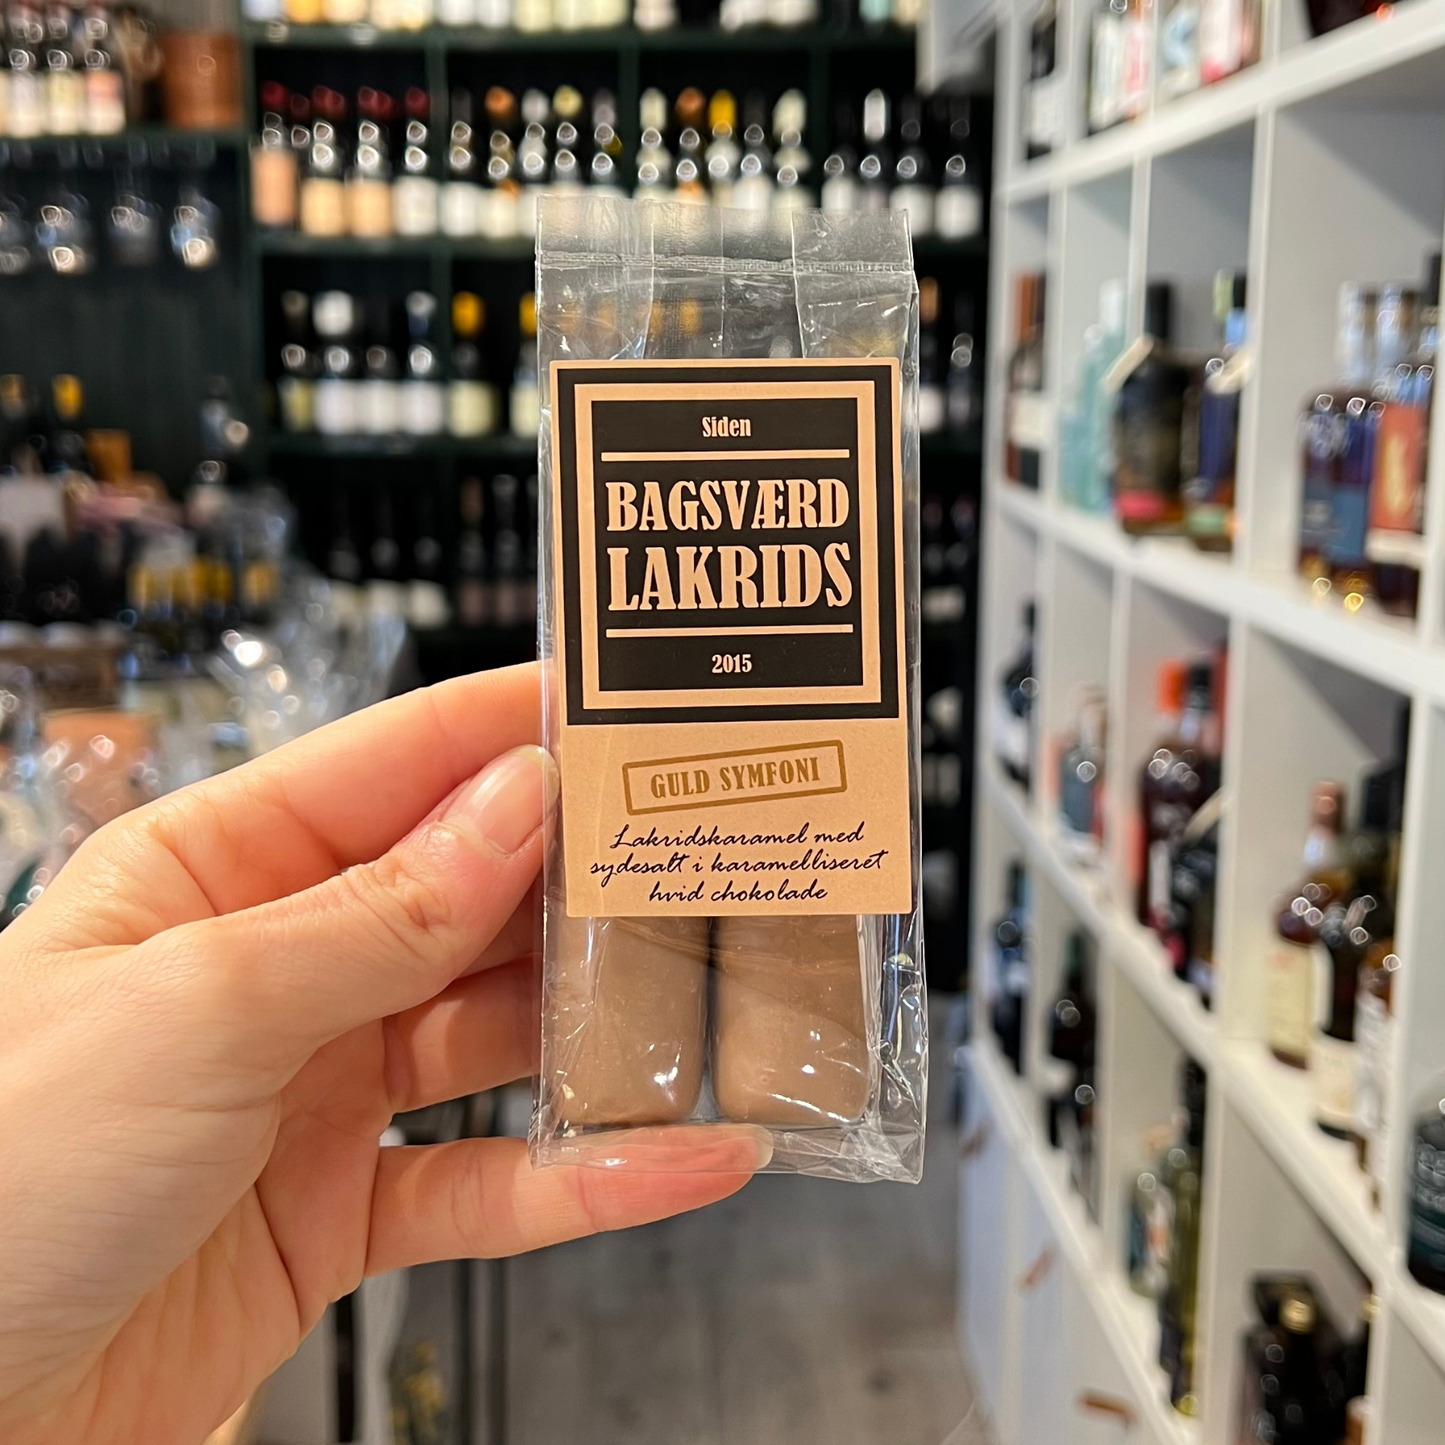 Siden
BAGSVÆRD
LAKRIDS
2015
GULD SYMFONI
Lakridskaramel med
sydesalt i karamelliseret
hvid chokolade